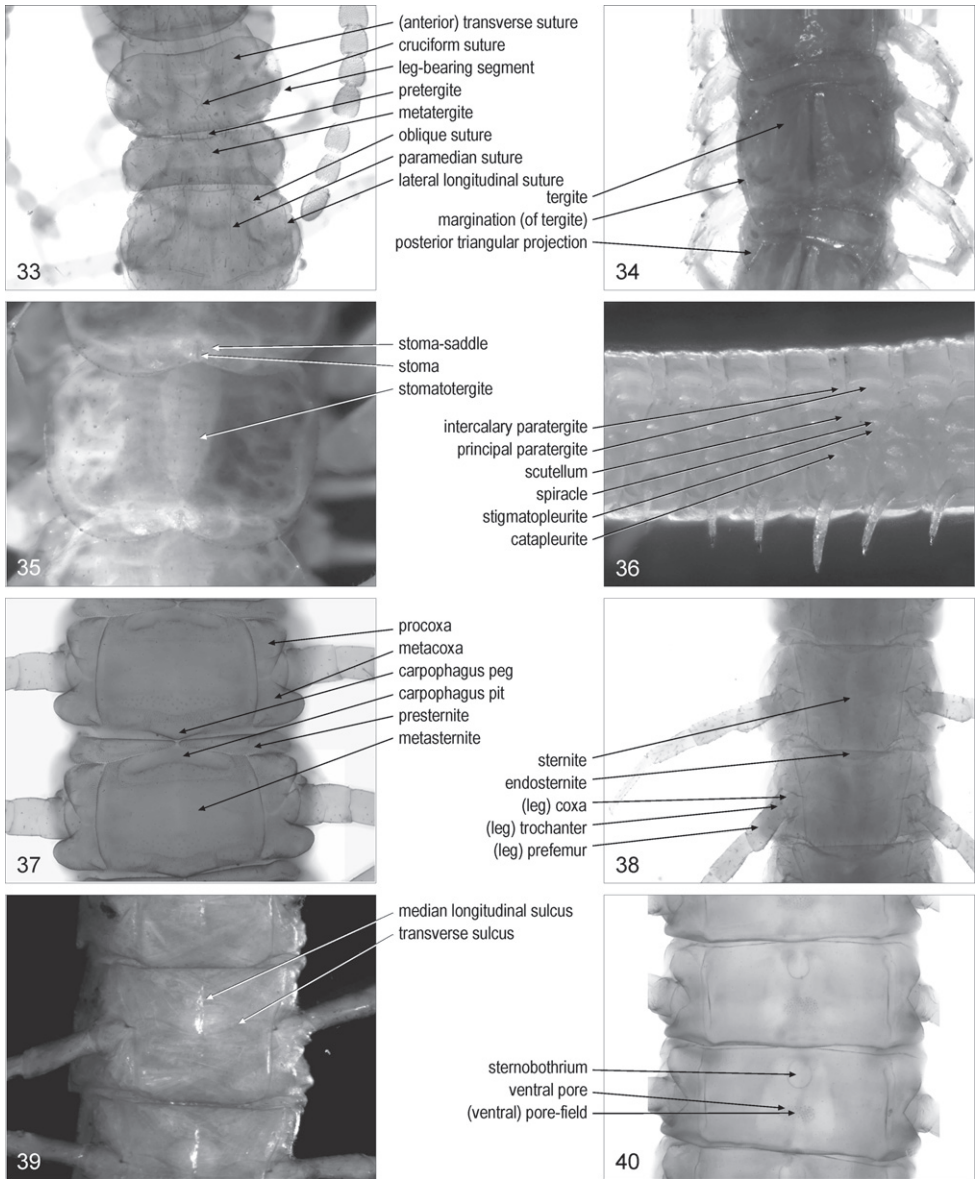 (anterior) transverse suture
cruciform suture
leg-bearing segment
pretergite
metatergite
oblique suture
paramedian suture
lateral longitudinal suture
33
tergite
margination (of tergite)
posterior triangular projection
34
stoma-saddle
stoma
stomatotergite
35
intercalary paratergite
principal paratergite
scutellum
spiracle
stigmatopleurite
catapleurite
36
procoxa
metacoxa
carpophagus peg
carpophagus pit
presternite
metasternite
37
sternite
endosternite
(leg) coxa
(leg) trochanter
(leg) prefemur
38
median longitudinal sulcus
transverse sulcus
39
sternobothrium
ventral pore
(ventral) pore-field
40